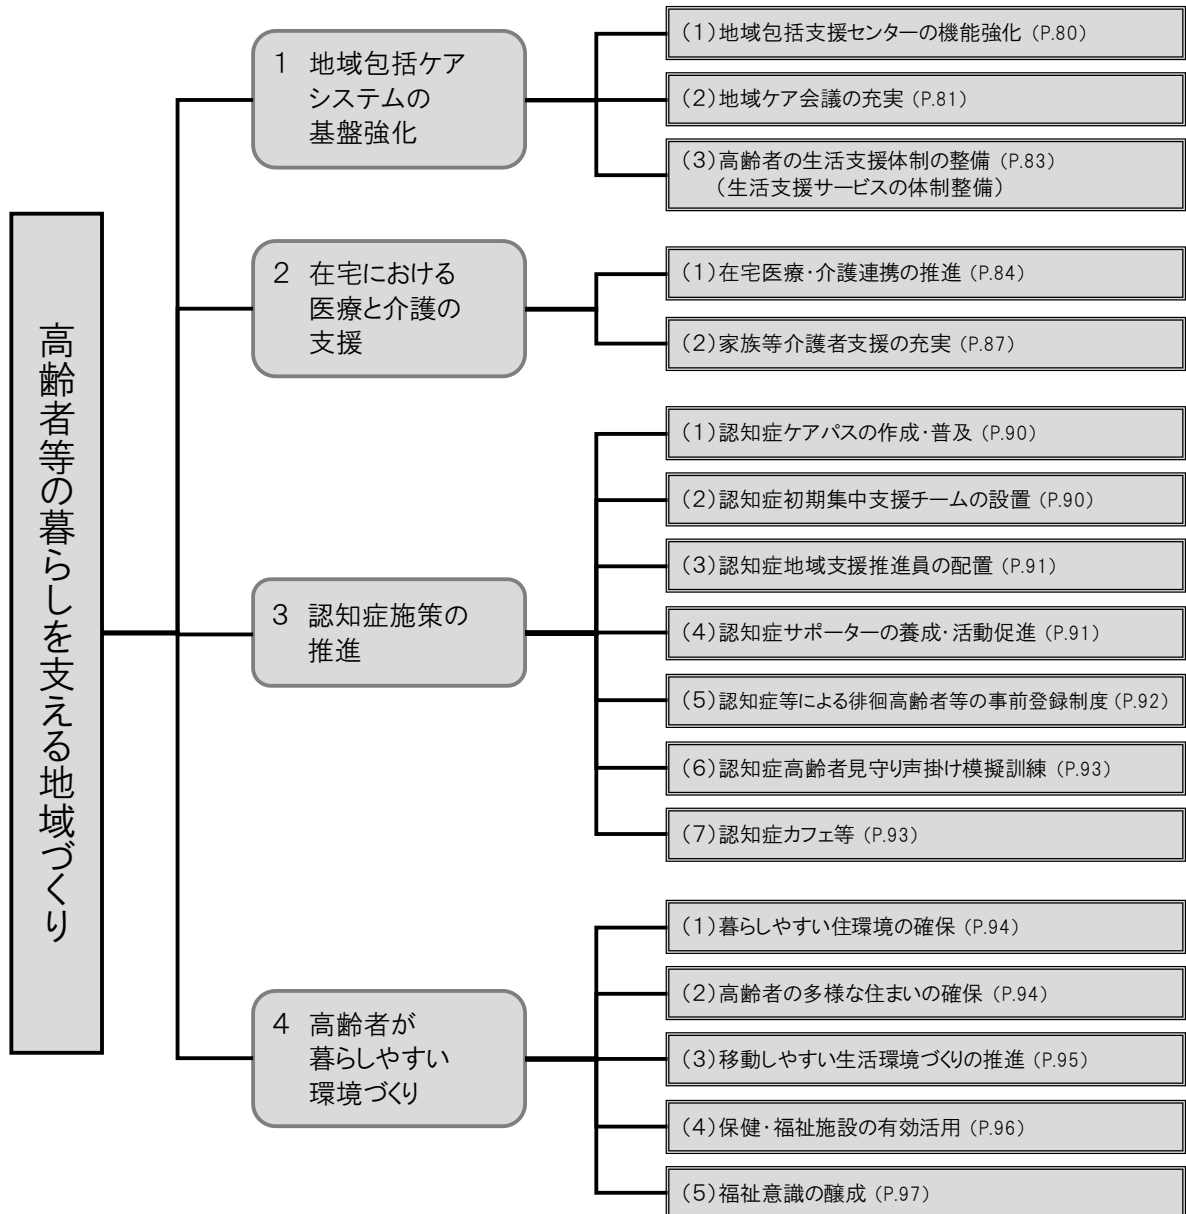 高齢者等の暮らしを支える地域づくり
１ 地域包括ケア
システムの
基盤強化
（１）地域包括支援センターの機能強化 （P.80）
（２）地域ケア会議の充実 （P.81）
（３）高齢者の生活支援体制の整備 （P.83）
（生活支援サービスの体制整備）
２ 在宅における
医療と介護の
支援
（１）在宅医療・介護連携の推進 （P.84）
（２）家族等介護者支援の充実 （P.87）
３ 認知症施策の
推進
（１）認知症ケアパスの作成・普及 （P.90）
（２）認知症初期集中支援チームの設置 （P.90）
（３）認知症地域支援推進員の配置 （P.91）
（４）認知症サポーターの養成・活動促進 （P.91）
（５）認知症等による徘徊高齢者等の事前登録制度 （P.92）
（６）認知症高齢者見守り声掛け模擬訓練 （P.93）
（７）認知症カフェ等 （P.93）
４ 高齢者が
暮らしやすい
環境づくり
（１）暮らしやすい住環境の確保 （P.94）
（２）高齢者の多様な住まいの確保 （P.94）
（３）移動しやすい生活環境づくりの推進 （P.95）
（４）保健・福祉施設の有効活用 （P.96）
（５）福祉意識の醸成 （P.97）